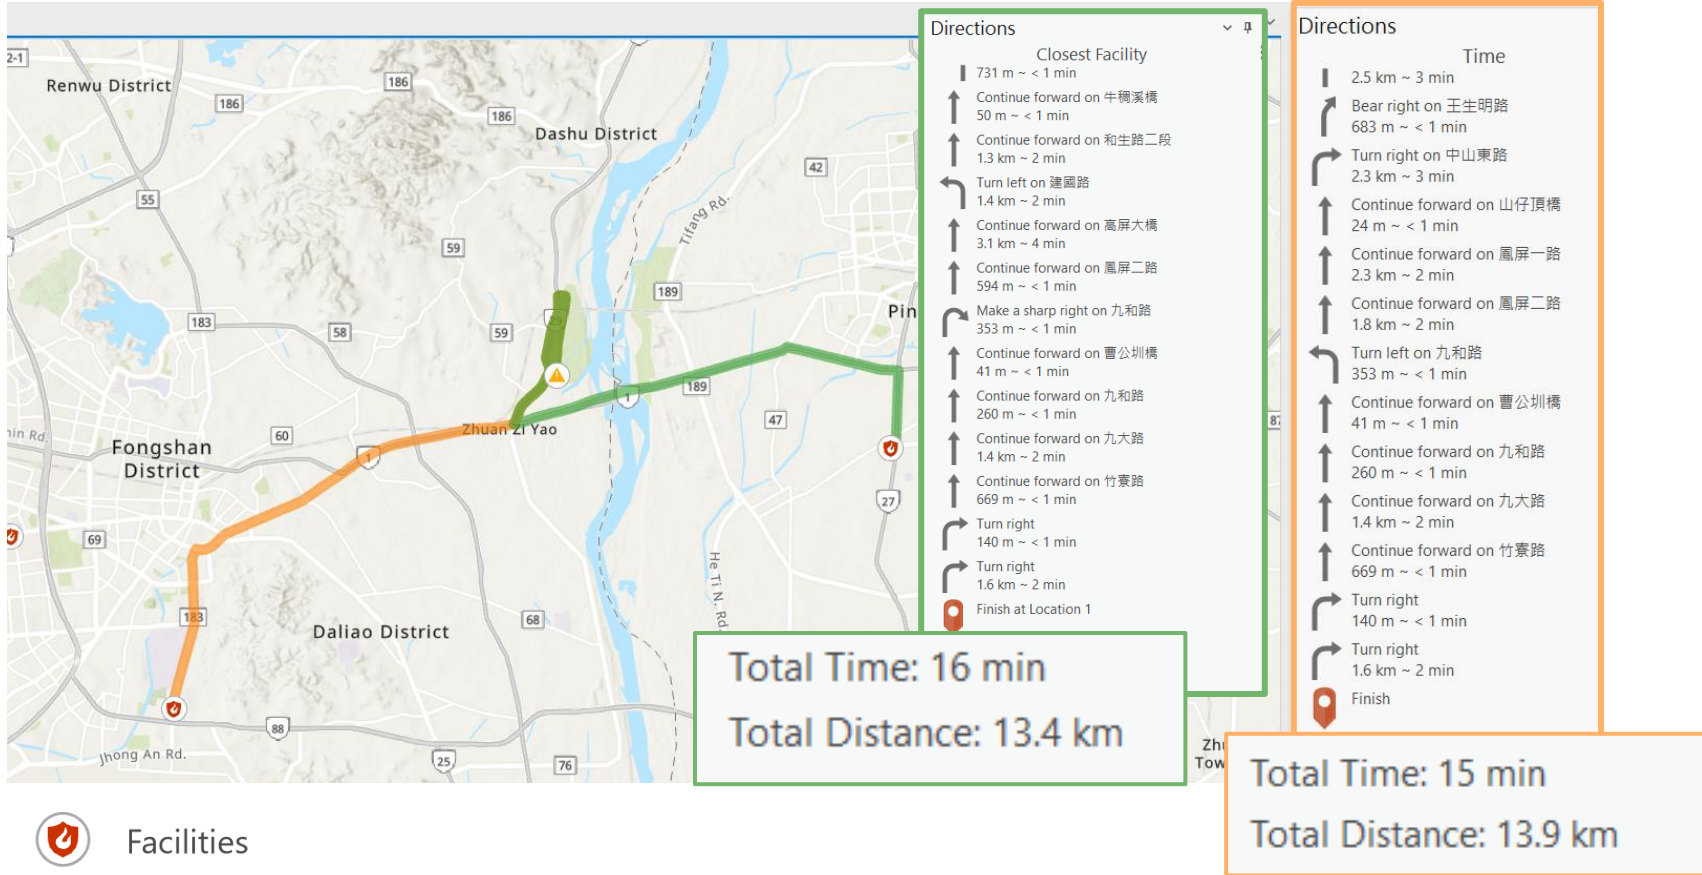 2-1
Renwu District
186
186
186
Dashu District
42
55
59
Tifang Rd.
189
29
Pin
183
58
59
189
1
47
87
Zhuan Zi Yao
60
Fongshan
District
1
27
69
He Ti N. Rd.
183
Daliao District
68
88
Jhong An Rd.
25
76
Zh
Tow
Directions
Closest Facility
731 m ~ < 1 min
Continue forward on 牛稠溪橋
50 m ~ < 1 min
Continue forward on 和生路二段
1.3 km ~ 2 min
Turn left on 建國路
1.4 km ~ 2 min
Continue forward on 高屏大橋
3.1 km ~ 4 min
Continue forward on 鳳屏二路
594 m ~ < 1 min
Make a sharp right on 九和路
353 m ~ < 1 min
Continue forward on 曹公圳橋
41 m ~ < 1 min
Continue forward on 九和路
260 m ~ < 1 min
Continue forward on 九大路
1.4 km ~ 2 min
Continue forward on 竹寮路
669 m ~ < 1 min
Turn right
140 m ~ < 1 min
Turn right
1.6 km ~ 2 min
Finish at Location 1
Total Time: 16 min
Total Distance: 13.4 km
Directions
Time
2.5 km ~ 3 min
Bear right on 王生明路
683 m ~ < 1 min
Turn right on 中山東路
2.3 km ~ 3 min
Continue forward on 山仔頂橋
24 m ~ < 1 min
Continue forward on 鳳屏一路
2.3 km ~ 2 min
Continue forward on 鳳屏二路
1.8 km ~ 2 min
Turn left on 九和路
353 m ~ < 1 min
Continue forward on 曹公圳橋
41 m ~ < 1 min
Continue forward on 九和路
260 m ~ < 1 min
Continue forward on 九大路
1.4 km ~ 2 min
Continue forward on 竹寮路
669 m ~ < 1 min
Turn right
140 m ~ < 1 min
Turn right
1.6 km ~ 2 min
Finish
Total Time: 15 min
Total Distance: 13.9 km
Facilities